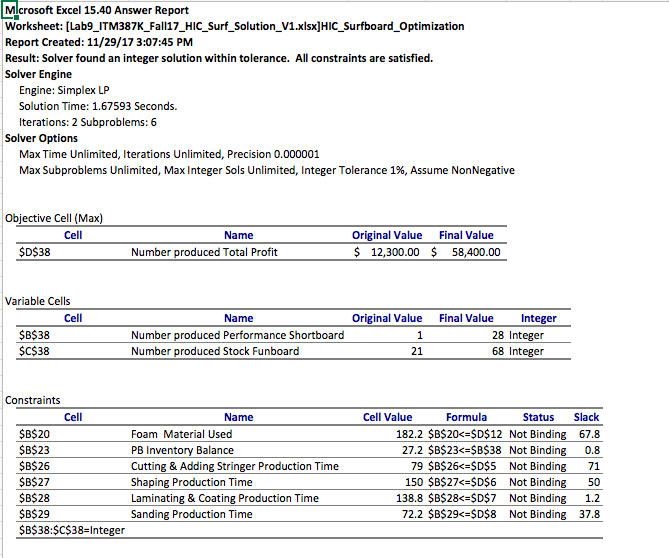 Microsoft Excel 15.40 Answer Report
Worksheet: [Lab9_ITM387K_Fall17_HIC_Surf_Solution_V1.xlsx]HIC_Surfboard_Optimization
Report Created: 11/29/17 3:07:45 PM
Result: Solver found an integer solution within tolerance.  All constraints are satisfied.
Solver Engine
Engine: Simplex LP
Solution Time: 1.67593 Seconds.
Iterations: 2 Subproblems: 6
Solver Options
Max Time Unlimited, Iterations Unlimited, Precision 0.000001
Max Subproblems Unlimited, Max Integer Sols Unlimited, Integer Tolerance 1%, Assume NonNegative
Objective Cell (Max)
Cell Name Original Value Final Value
$D$38 Number produced Total Profit $ 12,300.00 $ 58,400.00
Variable Cells
Cell Name Original Value Final Value Integer
$B$38 Number produced Performance Shortboard 1 28 Integer
$C$38 Number produced Stock Funboard 21 68 Integer
Constraints
Cell Name Cell Value Formula Status Slack
$B$20 Foam  Material Used 182.2 $B$20<=$D$12 Not Binding 67.8
$B$23 PB Inventory Balance 27.2 $B$23<=$B$38 Not Binding 0.8
$B$26 Cutting & Adding Stringer Production Time 79 $B$26<=$D$5 Not Binding 71
$B$27 Shaping Production Time 150 $B$27<=$D$6 Not Binding 50
$B$28 Laminating & Coating Production Time 138.8 $B$28<=$D$7 Not Binding 1.2
$B$29 Sanding Production Time 72.2 $B$29<=$D$8 Not Binding 37.8
$B$38:$C$38=Integer